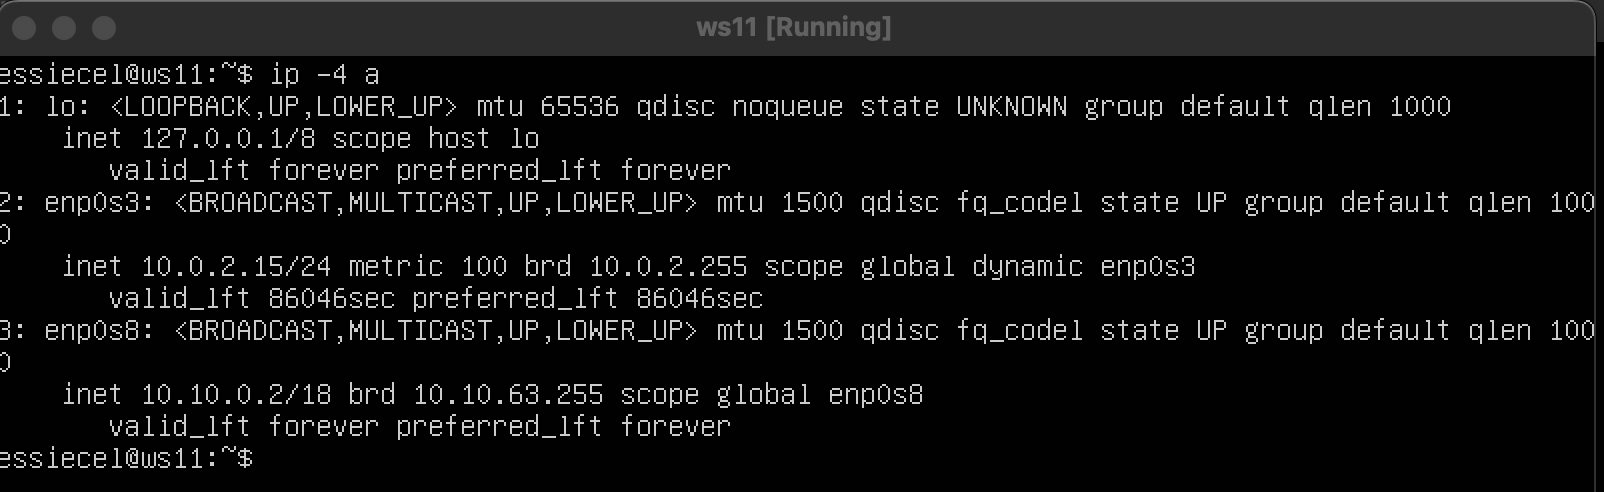 ws11 [Running]
essiecel@ws11:~$ ip -4 a
1: lo: <LOOPBACK,UP,LOWER_UP> mtu 65536 qdisc noqueue state UNKNOWN group default qlen 1000
    inet 127.0.0.1/8 scope host lo
       valid_lft forever preferred_lft forever
2: enp0s3: <BROADCAST,MULTICAST,UP,LOWER_UP> mtu 1500 qdisc fq_codel state UP group default qlen 100
0
    inet 10.0.2.15/24 metric 100 brd 10.0.2.255 scope global dynamic enp0s3
       valid_lft 86046sec preferred_lft 86046sec
3: enp0s8: <BROADCAST,MULTICAST,UP,LOWER_UP> mtu 1500 qdisc fq_codel state UP group default qlen 100
0
    inet 10.10.0.2/18 brd 10.10.63.255 scope global enp0s8
       valid_lft forever preferred_lft forever
essiecel@ws11:~$